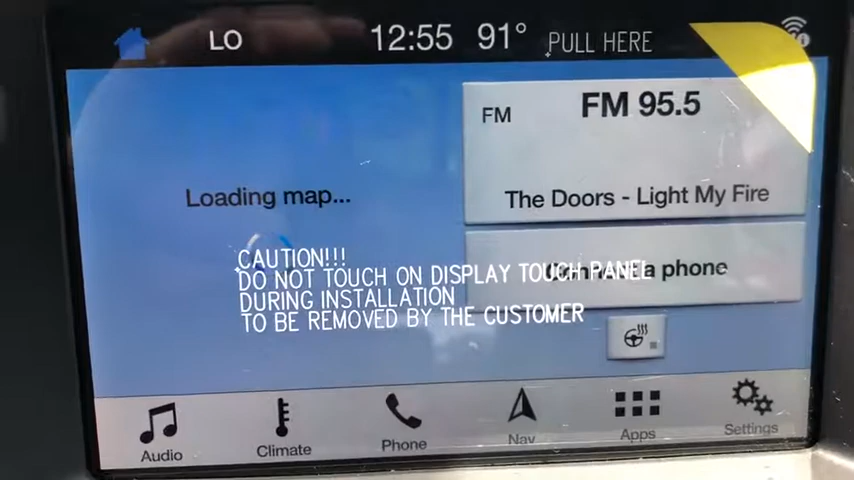 LO 12:55 91° PULL HERE
FM FM 95.5
Loading map...
The Doors - Light My Fire
CAUTION!!!
DO NOT TOUCH ON DISPLAY TOUCH PANEL
DURING INSTALLATION
TO BE REMOVED BY THE CUSTOMER
Connect a phone
Audio Climate Phone Nav Apps Settings